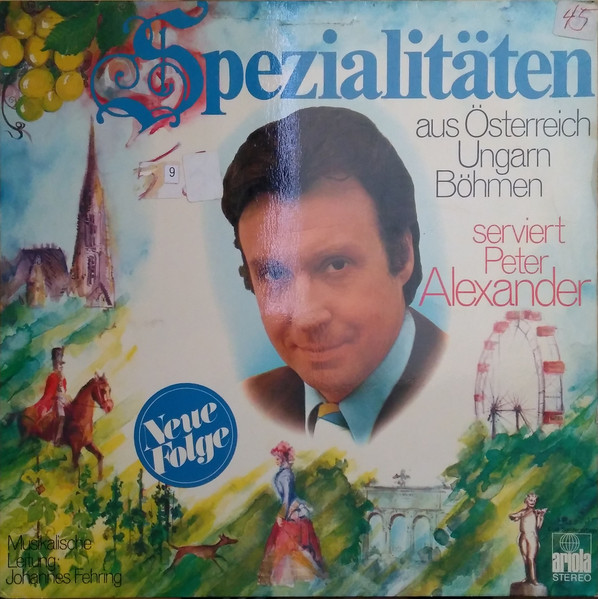 45
Spezialitäten
aus Österreich
Ungarn
Böhmen
9
serviert
Peter
Alexander
Neue
Folge
Musikalische
Leitung:
Johannes Fehring
ariola
STEREO